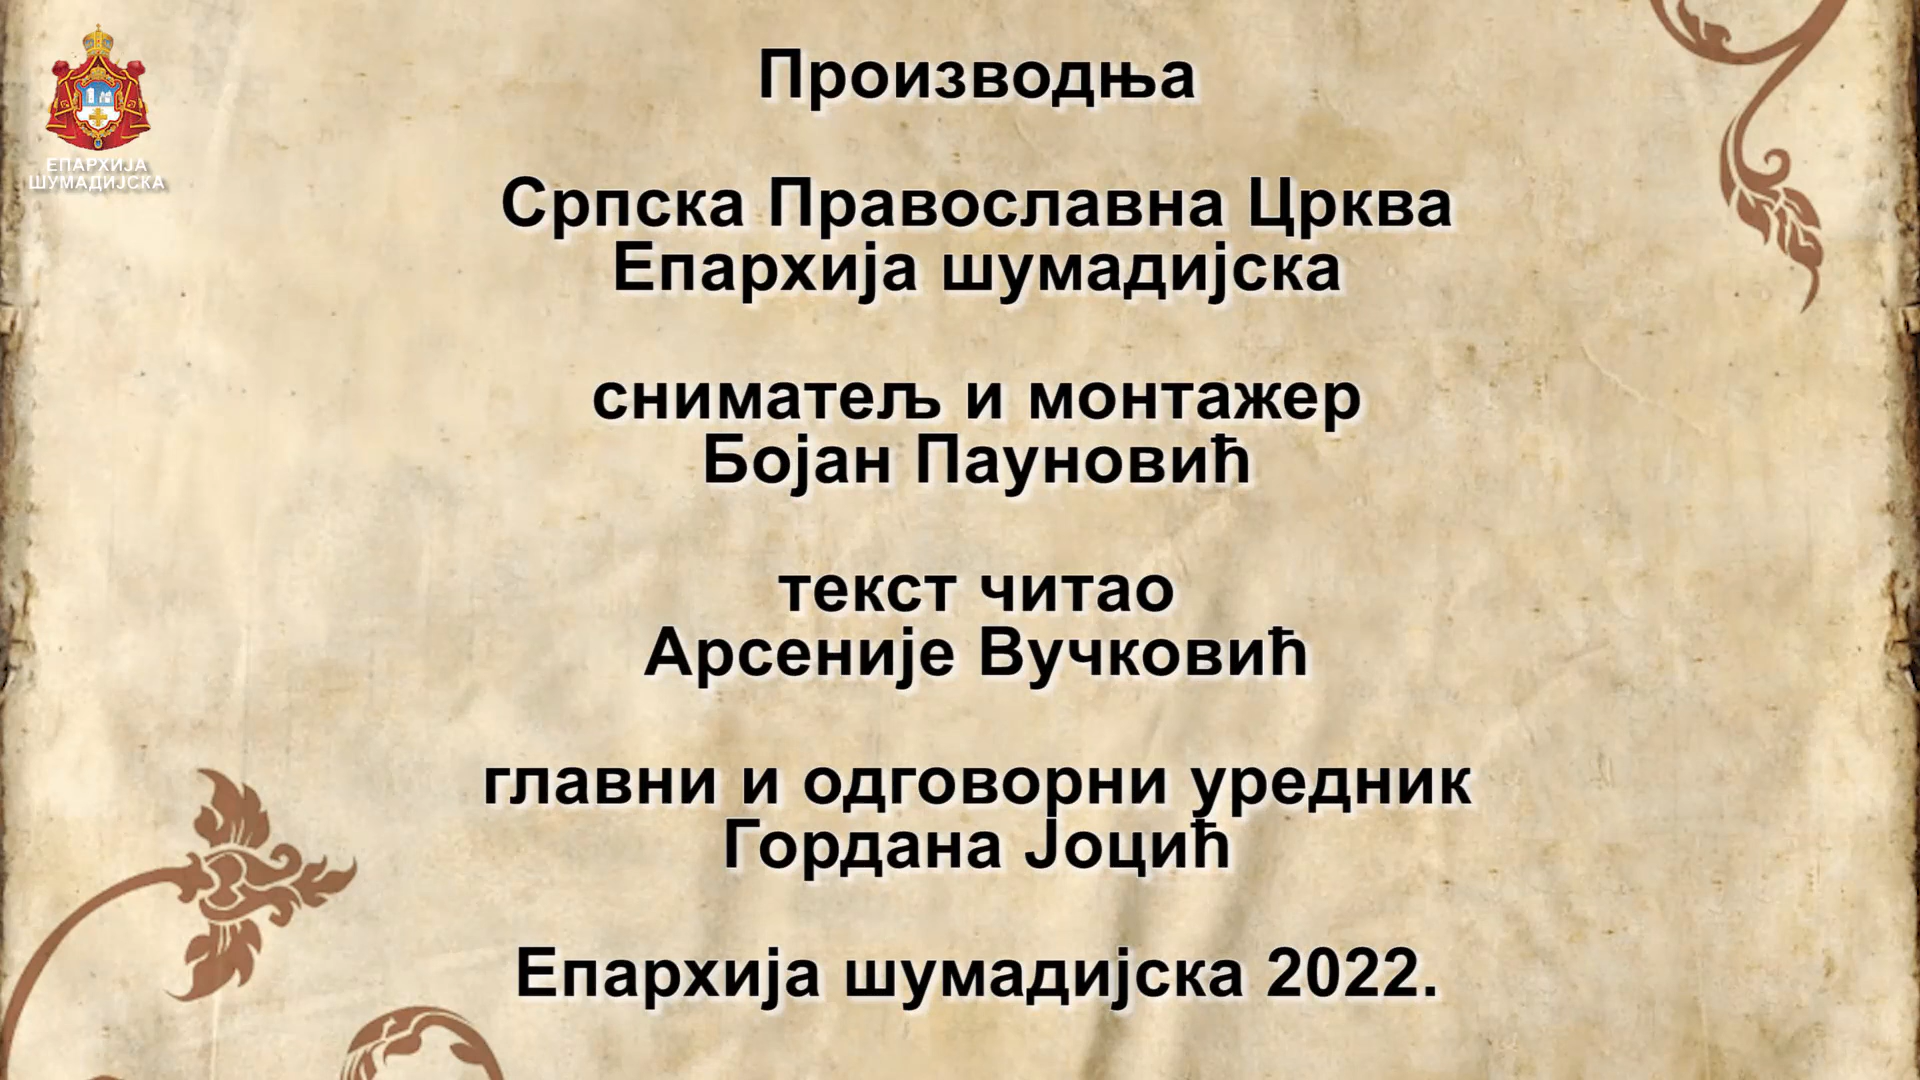 ЕПАРХИЈА
ШУМАДИЈСКА
Производња
Српска Православна Црква
Епархија шумадијска
сниматељ и монтажер
Бојан Пауновић
текст читао
Арсеније Вучковић
главни и одговорни уредник
Гордана Јоцић
Епархија шумадијска 2022.